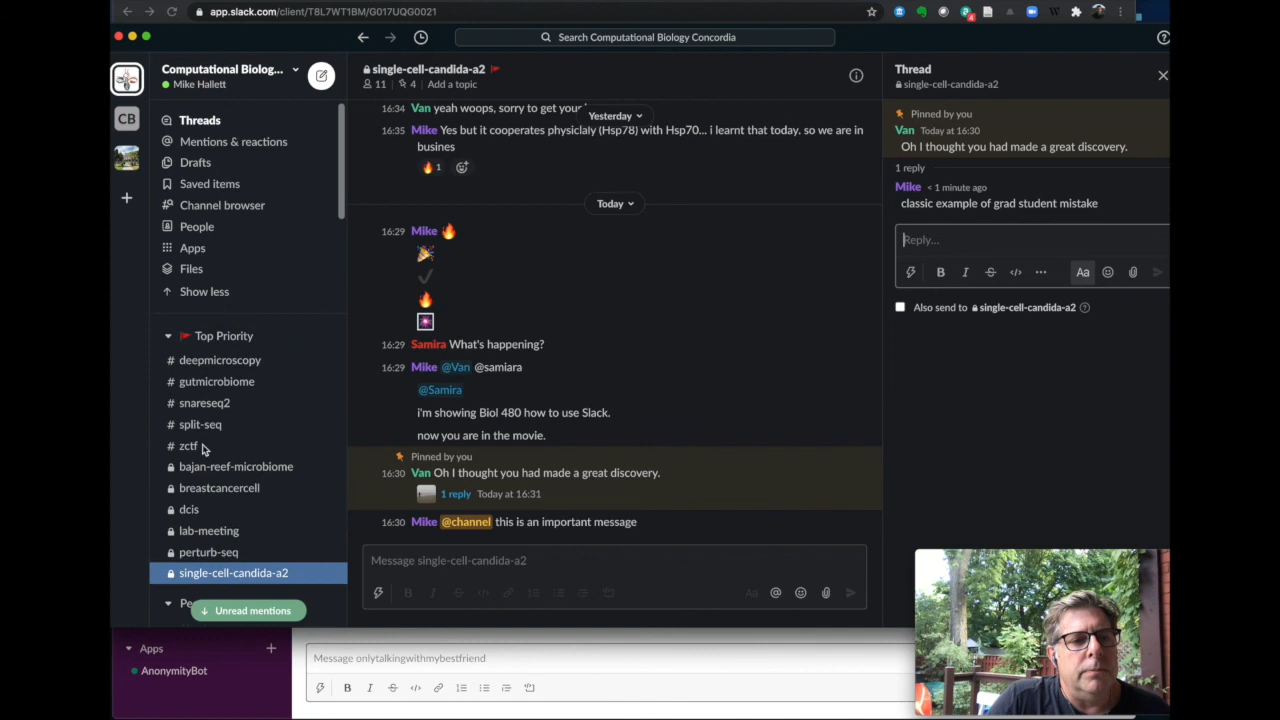 app.slack.com/client/T8L7WT1BM/G017UQG0021
Search Computational Biology Concordia
Computational Biolog...
Mike Hallett
CB
Threads
Mentions & reactions
Drafts
Saved items
Channel browser
People
Apps
Files
Show less
Top Priority
# deepmicroscopy
# gutmicrobiome
# snareseq2
# split-seq
# zctf
bajan-reef-microbiome
breastcancercell
dcis
lab-meeting
perturb-seq
single-cell-candida-a2
Pe
Unread mentions
Apps
AnonymityBot
single-cell-candida-a2
11 4 Add a topic
16:34 Van yeah woops, sorry to get your
Yesterday
16:35 Mike Yes but it cooperates physiclaly (Hsp78) with Hsp70... i learnt that today. so we are in
busines
1
Today
16:29 Mike
16:29 Samira What's happening?
16:29 Mike @Van @samiara
@Samira
i'm showing Biol 480 how to use Slack.
now you are in the movie.
Pinned by you
16:30 Van Oh I thought you had made a great discovery.
1 reply Today at 16:31
16:30 Mike @channel this is an important message
Message single-cell-candida-a2
Aa
Message onlytalkingwithmybestfriend
B I S
Thread
single-cell-candida-a2
Pinned by you
Van Today at 16:30
Oh I thought you had made a great discovery.
1 reply
Mike < 1 minute ago
classic example of grad student mistake
Reply...
B I S Aa
Also send to single-cell-candida-a2